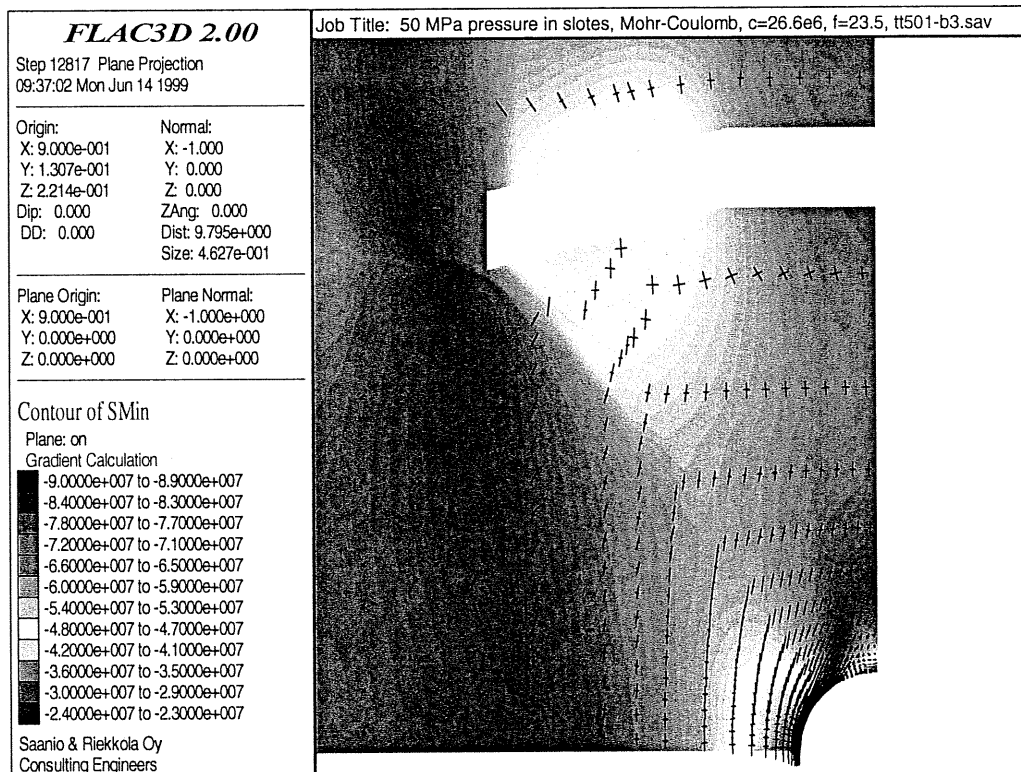 FLAC3D 2.00
Step 12817 Plane Projection
09:37:02 Mon Jun 14 1999
Origin:
X: 9.000e-001
Y: 1.307e-001
Z: 2.214e-001
Dip: 0.000
DD: 0.000
Normal:
X: -1.000
Y: 0.000
Z: 0.000
ZAng: 0.000
Dist: 9.795e+000
Size: 4.627e-001
Plane Origin:
X: 9.000e-001
Y: 0.000e+000
Z: 0.000e+000
Plane Normal:
X: -1.000e+000
Y: 0.000e+000
Z: 0.000e+000
Contour of SMin
Plane: on
Gradient Calculation
-9.0000e+007 to -8.9000e+007
-8.4000e+007 to -8.3000e+007
-7.8000e+007 to -7.7000e+007
-7.2000e+007 to -7.1000e+007
-6.6000e+007 to -6.5000e+007
-6.0000e+007 to -5.9000e+007
-5.4000e+007 to -5.3000e+007
-4.8000e+007 to -4.7000e+007
-4.2000e+007 to -4.1000e+007
-3.6000e+007 to -3.5000e+007
-3.0000e+007 to -2.9000e+007
-2.4000e+007 to -2.3000e+007
Saanio & Riekkola Oy
Consulting Engineers
Job Title: 50 MPa pressure in slotes, Mohr-Coulomb, c=26.6e6, f=23.5, tt501-b3.sav